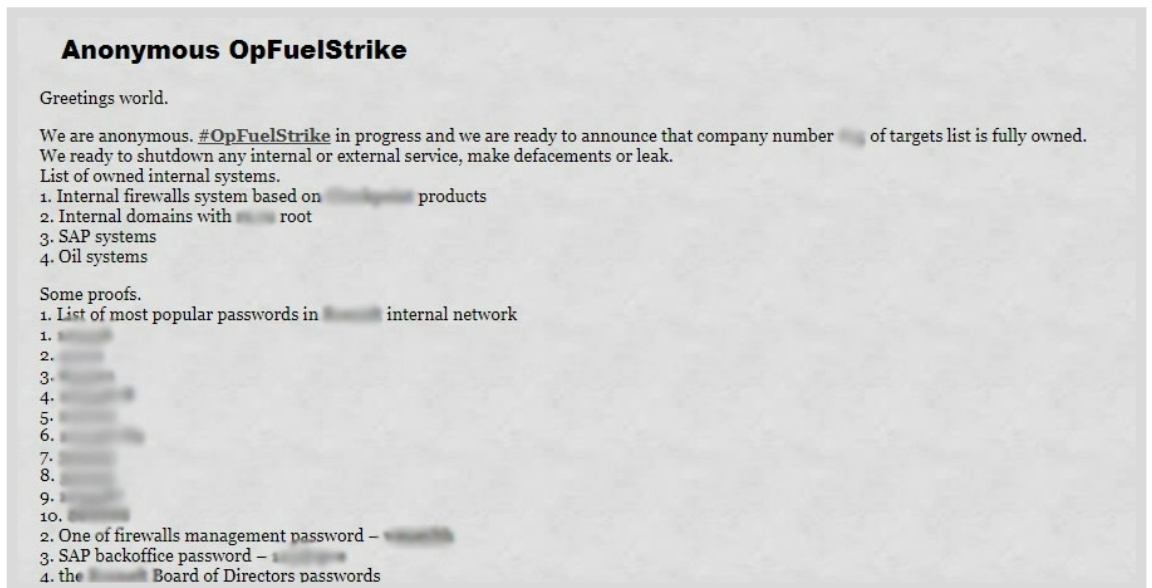 Anonymous OpFuelStrike
Greetings world.
We are anonymous. #OpFuelStrike in progress and we are ready to announce that company number of targets list is fully owned.
We ready to shutdown any internal or external service, make defacements or leak.
List of owned internal systems.
1. Internal firewalls system based on products
2. Internal domains with root
3. SAP systems
4. Oil systems
Some proofs.
1. List of most popular passwords in internal network
1.
2.
3.
4.
5.
6.
7.
8.
9.
10.
2. One of firewalls management password –
3. SAP backoffice password –
4. the Board of Directors passwords